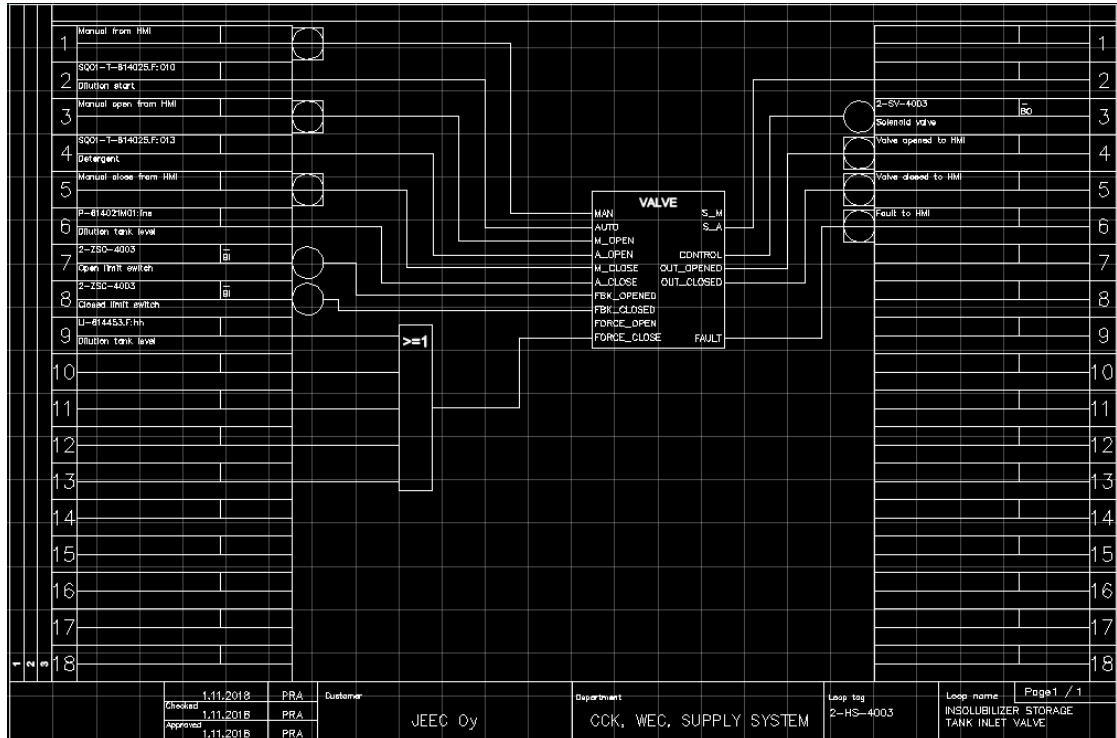 1
Manual from HMI
2
SQ01-T-614025.F:010
Dilution start
3
Manual open from HMI
4
SQ01-T-614025.F:013
Detergent
5
Manual close from HMI
6
P-614021M01:ins
Dilution tank level
7
2-ZSO-4003
BI
Open limit switch
8
2-ZSC-4003
BI
Closed limit switch
9
LI-614453.F:hh
Dilution tank level
10
11
12
13
14
15
16
17
18
>=1
VALVE
MAN S_M
AUTO S_A
M_OPEN
A_OPEN CONTROL
M_CLOSE OUT_OPENED
A_CLOSE OUT_CLOSED
FBK_OPENED
FBK_CLOSED
FORCE_OPEN
FORCE_CLOSE FAULT
1
2
2-SV-4003
BO
3
Solenoid valve
Valve opened to HMI
4
Valve closed to HMI
5
Fault to HMI
6
7
8
9
10
11
12
13
14
15
16
17
18
1 2 3
1.11.2018 PRA
Checked
1.11.2018 PRA
Approved
1.11.2018 PRA
Customer
JEEC Oy
Department
CCK, WEC, SUPPLY SYSTEM
Loop tag
2-HS-4003
Loop name
Page1 / 1
INSOLUBILIZER STORAGE
TANK INLET VALVE